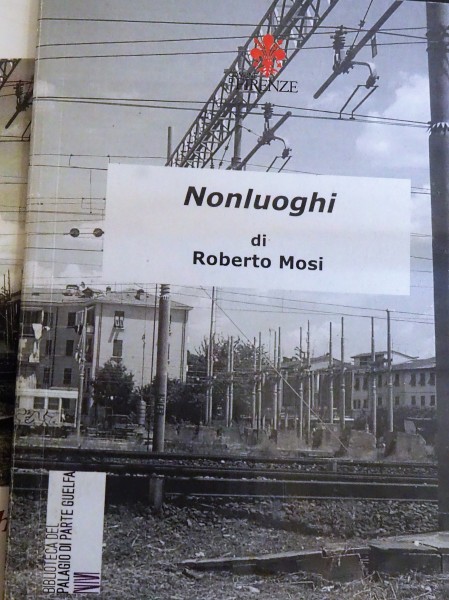 FIRENZE
Nonluoghi
di
Roberto Mosi
BIBLIOTECA DEL
PALAGIO DI PARTE GUELFA